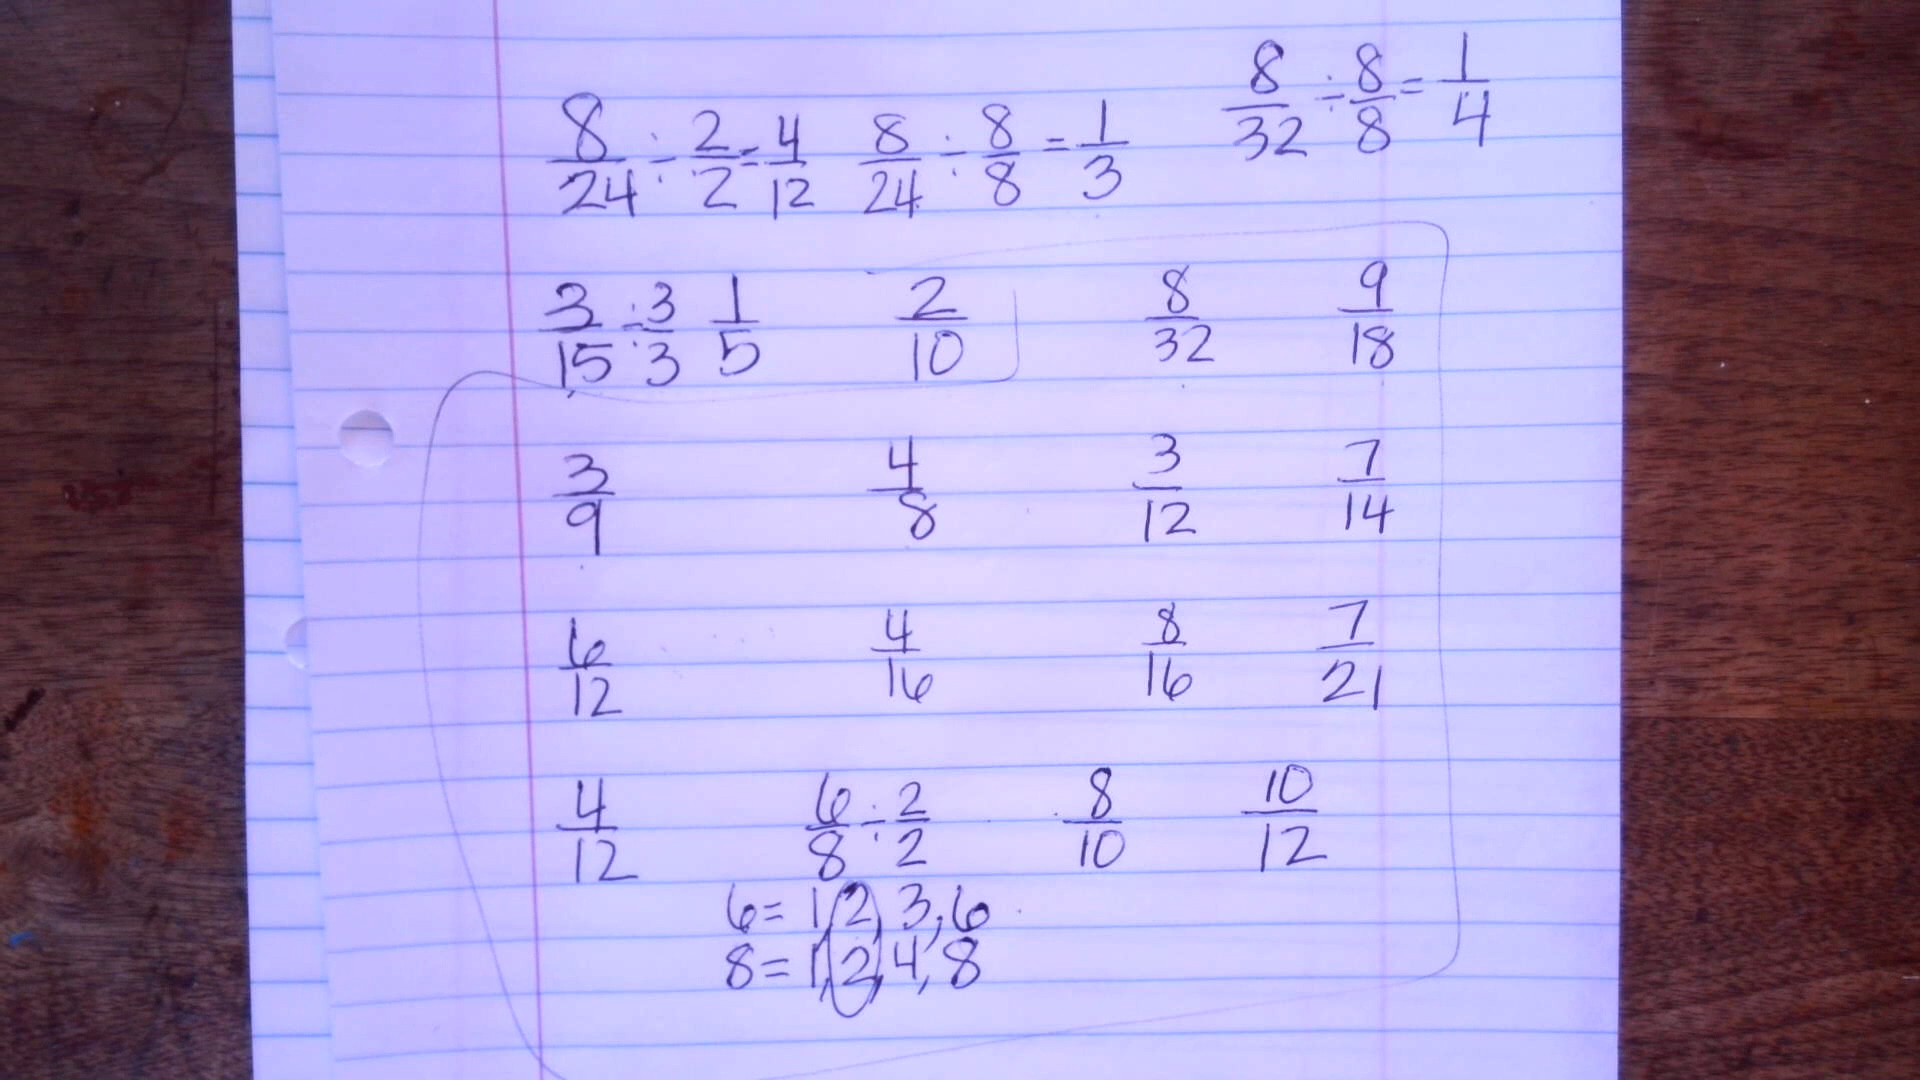 8/24 ÷ 2/2 = 4/12 8/24 ÷ 8/8 = 1/3 8/32 ÷ 8/8 = 1/4
3/15 ÷ 3/3 1/5 2/10 8/32 9/18
3/9 4/8 3/12 7/14
6/12 4/16 8/16 7/21
4/12 6/8 ÷ 2/2 8/10 10/12
6 = 1, 2, 3, 6
8 = 1, 2, 4, 8